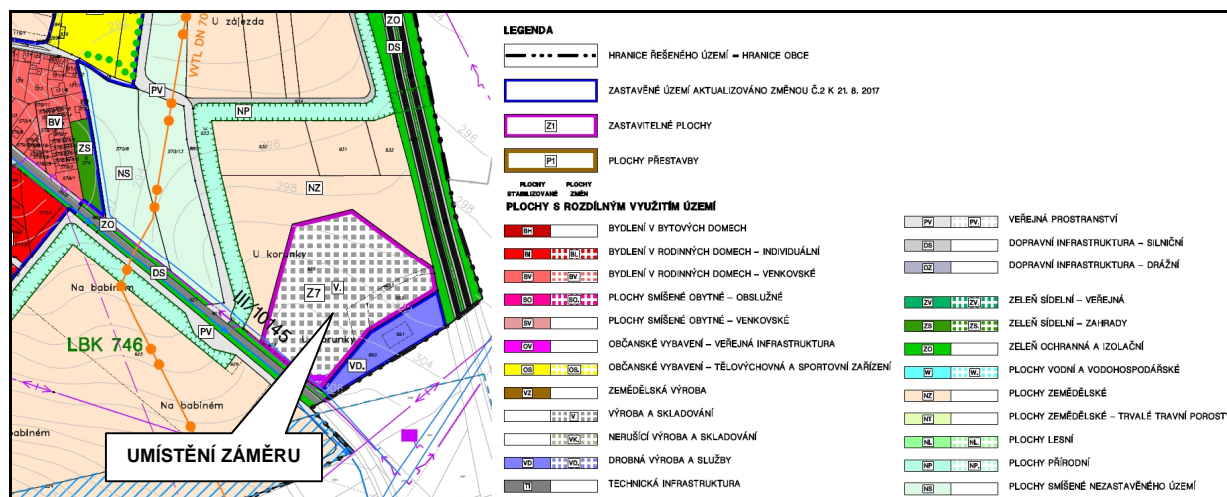 U zájezda
VVTL DN 70
ZO
DS
PV
NP
BV
ZS
NS
NZ
ZO
DS
U korunky
Z7
V.
III/10145
Na babiném
PV
LBK 746
VD.
Na babiném
UMÍSTĚNÍ ZÁMĚRU
296
298
298
304
LEGENDA
HRANICE ŘEŠENÉHO ÚZEMÍ = HRANICE OBCE
ZASTAVĚNÉ ÚZEMÍ AKTUALIZOVÁNO ZMĚNOU Č.2 K 21. 8. 2017
Z1 ZASTAVITELNÉ PLOCHY
P1 PLOCHY PŘESTAVBY
PLOCHY STABILIZOVANÉ
PLOCHY ZMĚN
PLOCHY S ROZDÍLNÝM VYUŽITÍM ÚZEMÍ
BH BYDLENÍ V BYTOVÝCH DOMECH
BI BI. BYDLENÍ V RODINNÝCH DOMECH – INDIVIDUÁLNÍ
BV BV. BYDLENÍ V RODINNÝCH DOMECH – VENKOVSKÉ
SO SO. PLOCHY SMÍŠENÉ OBYTNÉ – OBSLUŽNÉ
SV PLOCHY SMÍŠENÉ OBYTNÉ – VENKOVSKÉ
OV OBČANSKÉ VYBAVENÍ – VEŘEJNÁ INFRASTRUKTURA
OS OS. OBČANSKÉ VYBAVENÍ – TĚLOVÝCHOVNÁ A SPORTOVNÍ ZAŘÍZENÍ
VZ ZEMĚDĚLSKÁ VÝROBA
V. VÝROBA A SKLADOVÁNÍ
VK. NERUŠÍCÍ VÝROBA A SKLADOVÁNÍ
VD VD. DROBNÁ VÝROBA A SLUŽBY
TI TECHNICKÁ INFRASTRUKTURA
PV PV. VEŘEJNÁ PROSTRANSTVÍ
DS DOPRAVNÍ INFRASTRUKTURA – SILNIČNÍ
DZ DOPRAVNÍ INFRASTRUKTURA – DRÁŽNÍ
ZV ZV. ZELEŇ SÍDELNÍ – VEŘEJNÁ
ZS ZS. ZELEŇ SÍDELNÍ – ZAHRADY
ZO ZELEŇ OCHRANNÁ A IZOLAČNÍ
W W. PLOCHY VODNÍ A VODOHOSPODÁŘSKÉ
NZ PLOCHY ZEMĚDĚLSKÉ
NT PLOCHY ZEMĚDĚLSKÉ – TRVALÉ TRAVNÍ POROSTY
NL NL. PLOCHY LESNÍ
NP NP. PLOCHY PŘÍRODNÍ
NS PLOCHY SMÍŠENÉ NEZASTAVĚNÉHO ÚZEMÍ